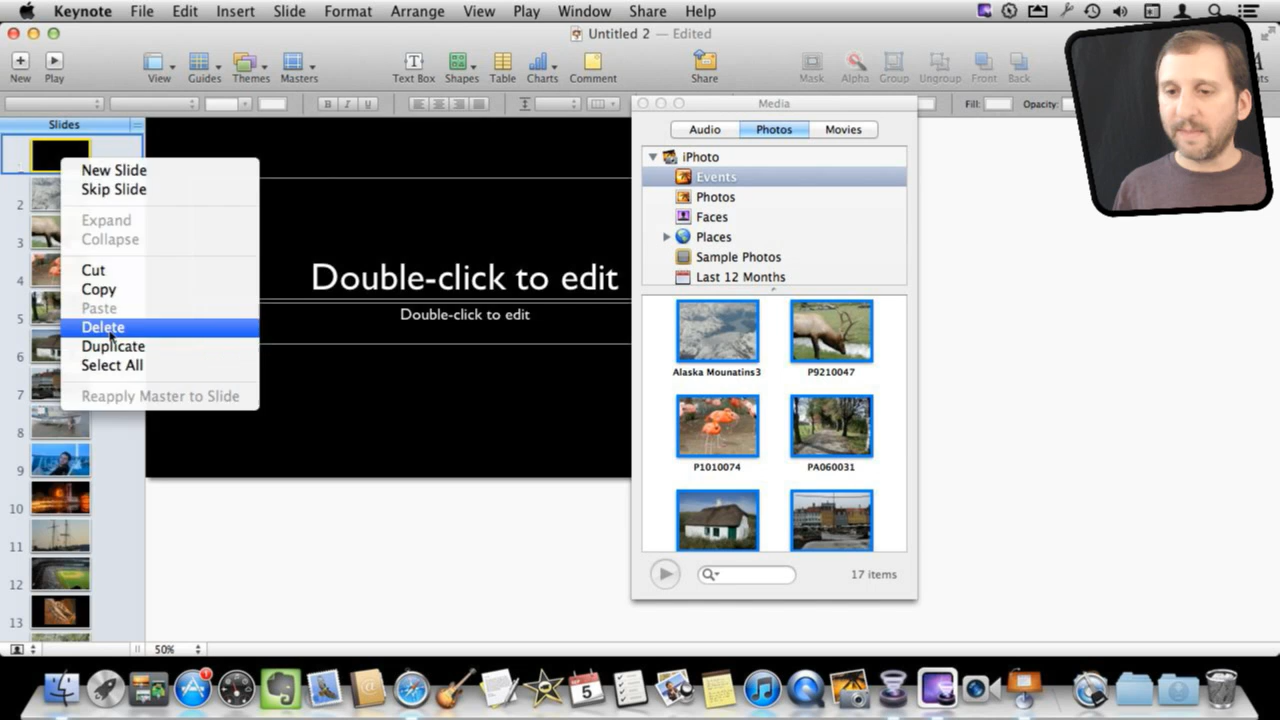 Keynote File Edit Insert Slide Format Arrange View Play Window Share Help
Untitled 2 — Edited
New Play View Guides Themes Masters Text Box Shapes Table Charts Comment Share Mask Alpha Group Ungroup Front Back
B I U Fill: Opacity:
Media
Slides
Audio Photos Movies
iPhoto
Events
Photos
Faces
Places
Sample Photos
Last 12 Months
New Slide
Skip Slide
Expand
Collapse
Cut
Copy
Paste
Delete
Duplicate
Select All
Reapply Master to Slide
2
3
4
5
6
7
8
9
10
11
12
13
Double-click to edit
Double-click to edit
Alaska Mounatins3 P9210047
P1010074 PA060031
17 items
50%
1
SEP
5